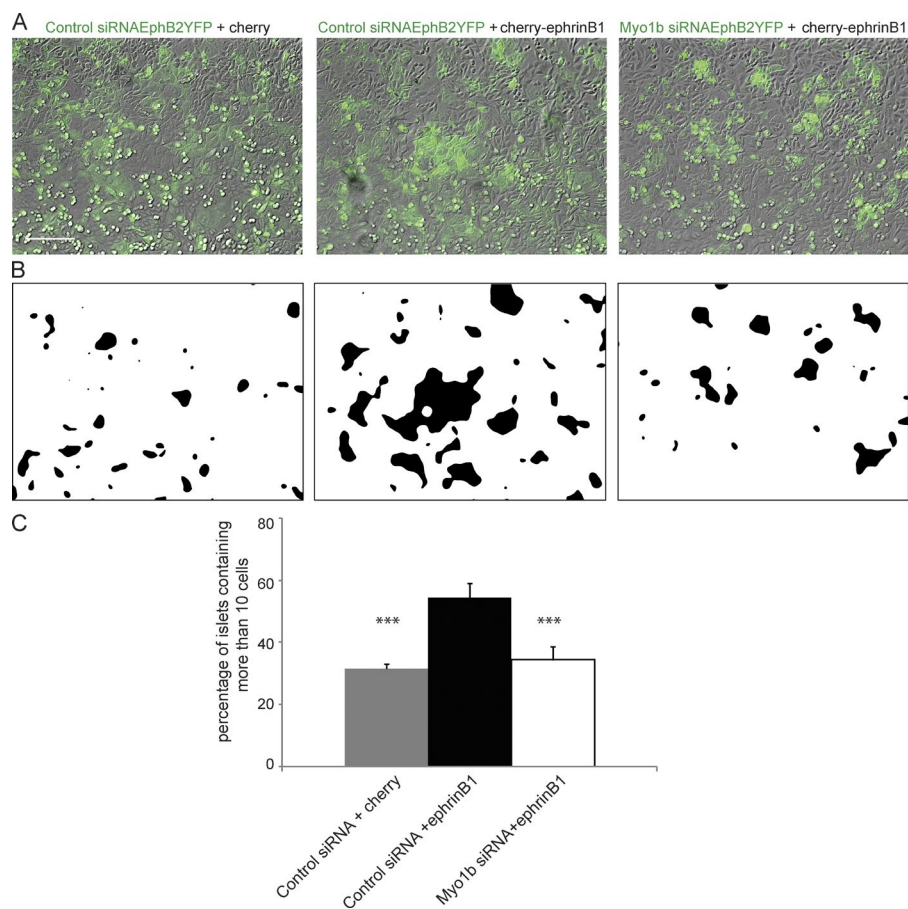 A
Control siRNAEphB2YFP + cherry
Control siRNAEphB2YFP + cherry-ephrinB1
Myo1b siRNAEphB2YFP + cherry-ephrinB1
B
C
percentage of islets containing
more than 10 cells
80
60
40
20
0
***
***
Control siRNA + cherry
Control siRNA +ephrinB1
Myo1b siRNA+ephrinB1